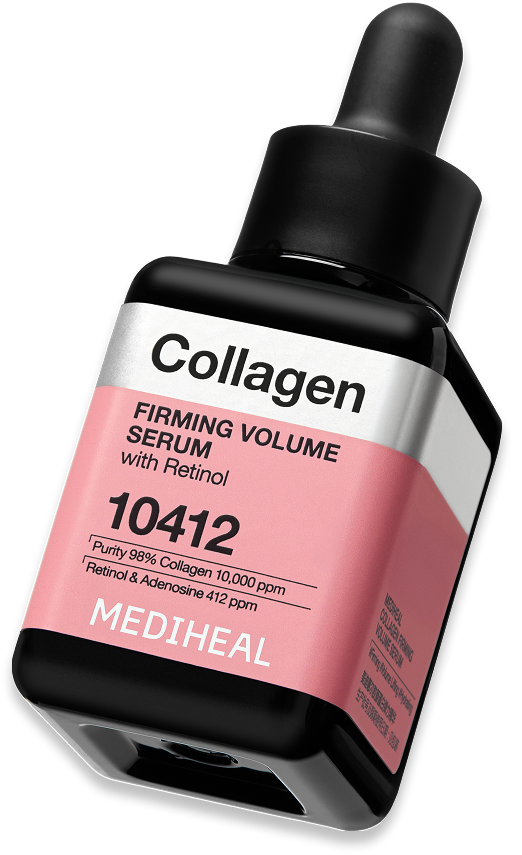 Collagen
FIRMING VOLUME
SERUM
with Retinol
10412
Purity 98% Collagen 10,000 ppm
Retinol & Adenosine 412 ppm
MEDIHEAL
MEDIHEAL
COLLAGEN FIRMING
VOLUME SERUM